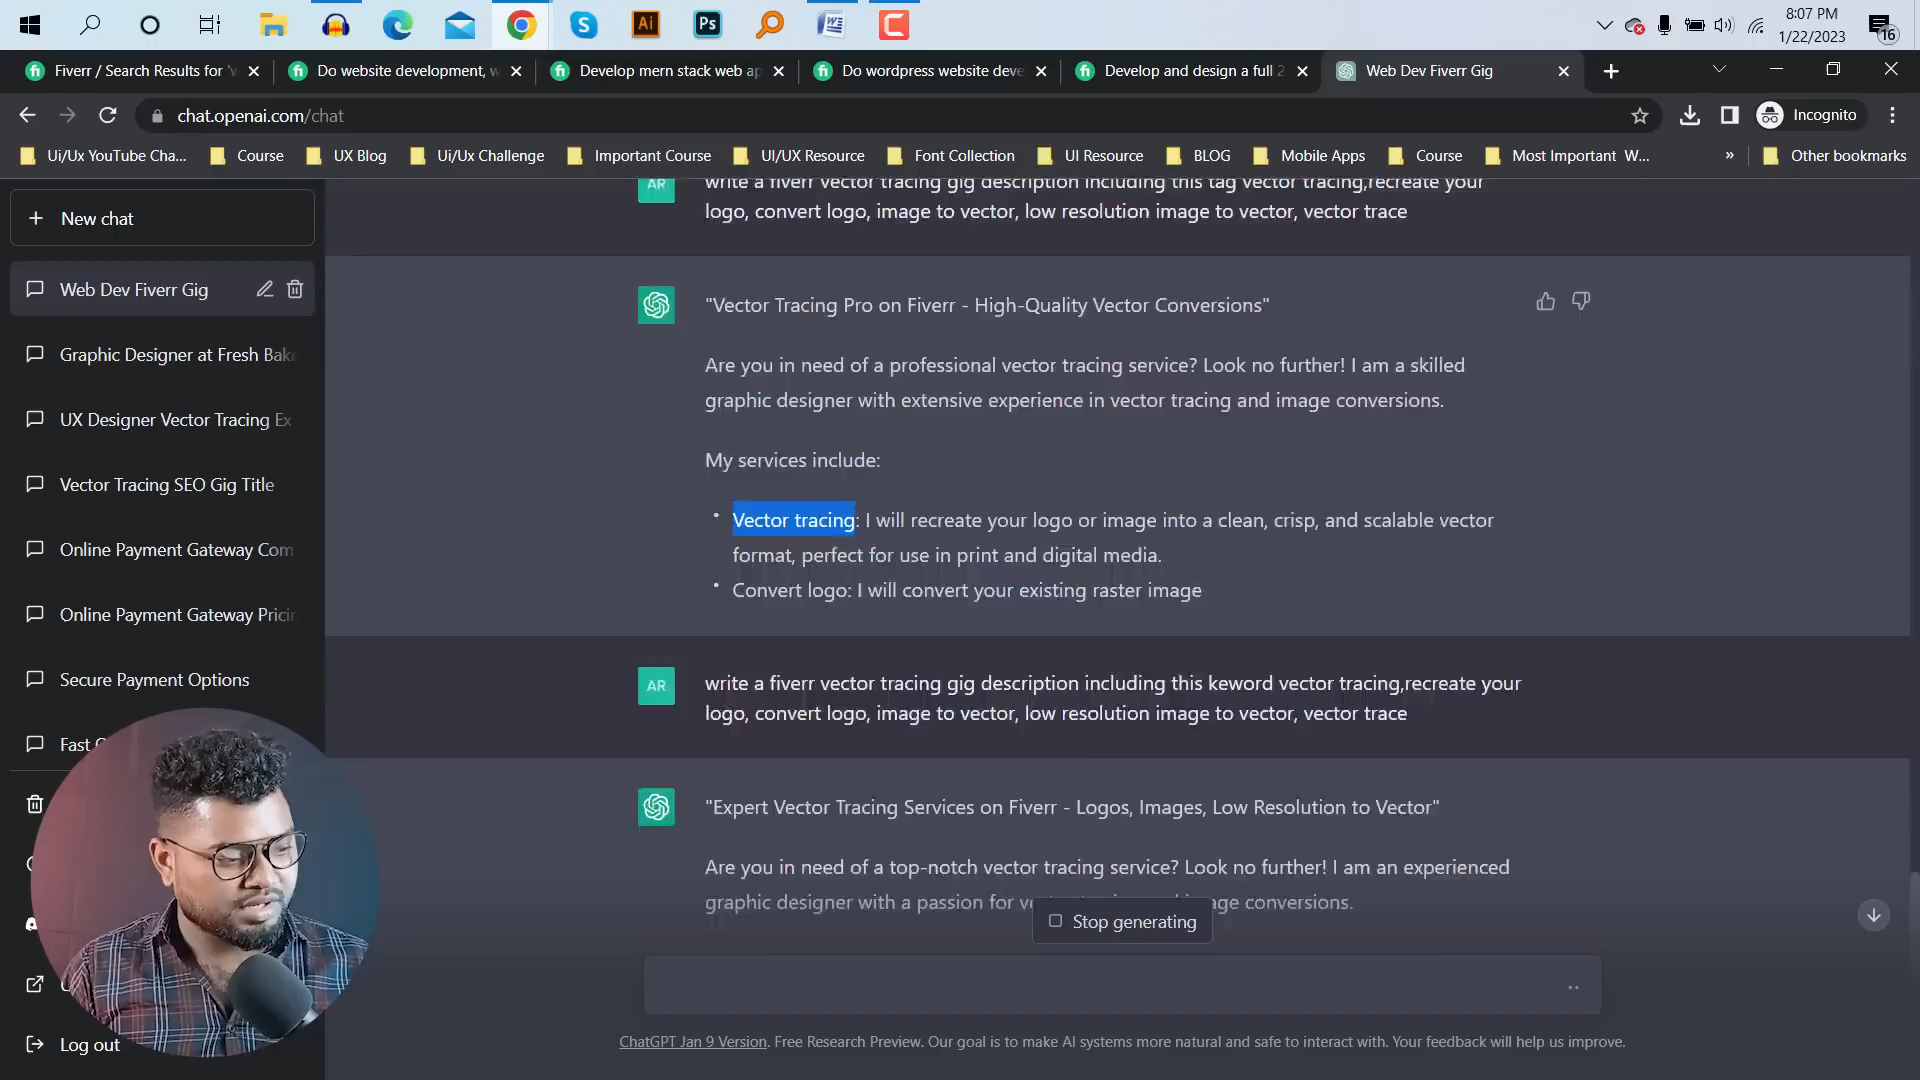 8:07 PM
1/22/2023
16
Ai
Ps
Fiverr / Search Results for 'w
Do website development, w
Develop mern stack web ap
Do wordpress website deve
Develop and design a full 2
Web Dev Fiverr Gig
chat.openai.com/chat
Incognito
Ui/Ux YouTube Cha...
Course
UX Blog
Ui/Ux Challenge
Important Course
UI/UX Resource
Font Collection
UI Resource
BLOG
Mobile Apps
Course
Most Important W...
»
Other bookmarks
+ New chat
Web Dev Fiverr Gig
Graphic Designer at Fresh Bake
UX Designer Vector Tracing Ex
Vector Tracing SEO Gig Title
Online Payment Gateway Com
Online Payment Gateway Pricin
Secure Payment Options
Fast
Log out
AR
write a fiverr vector tracing gig description including this tag vector tracing,recreate your
logo, convert logo, image to vector, low resolution image to vector, vector trace
"Vector Tracing Pro on Fiverr - High-Quality Vector Conversions"
Are you in need of a professional vector tracing service? Look no further! I am a skilled
graphic designer with extensive experience in vector tracing and image conversions.
My services include:
• Vector tracing: I will recreate your logo or image into a clean, crisp, and scalable vector
format, perfect for use in print and digital media.
• Convert logo: I will convert your existing raster image
AR
write a fiverr vector tracing gig description including this keword vector tracing,recreate your
logo, convert logo, image to vector, low resolution image to vector, vector trace
"Expert Vector Tracing Services on Fiverr - Logos, Images, Low Resolution to Vector"
Are you in need of a top-notch vector tracing service? Look no further! I am an experienced
graphic designer with a passion for image conversions.
Stop generating
ChatGPT Jan 9 Version. Free Research Preview. Our goal is to make AI systems more natural and safe to interact with. Your feedback will help us improve.